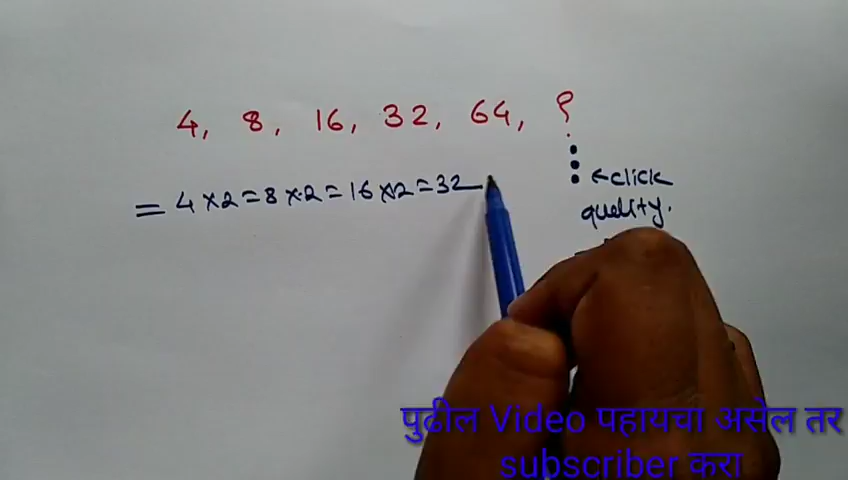 4, 8, 16, 32, 64, ?
= 4 × 2 = 8 × 2 = 16 × 2 = 32
← click
quality.
पुढील Video पहायचा असेल तर
subscriber करा